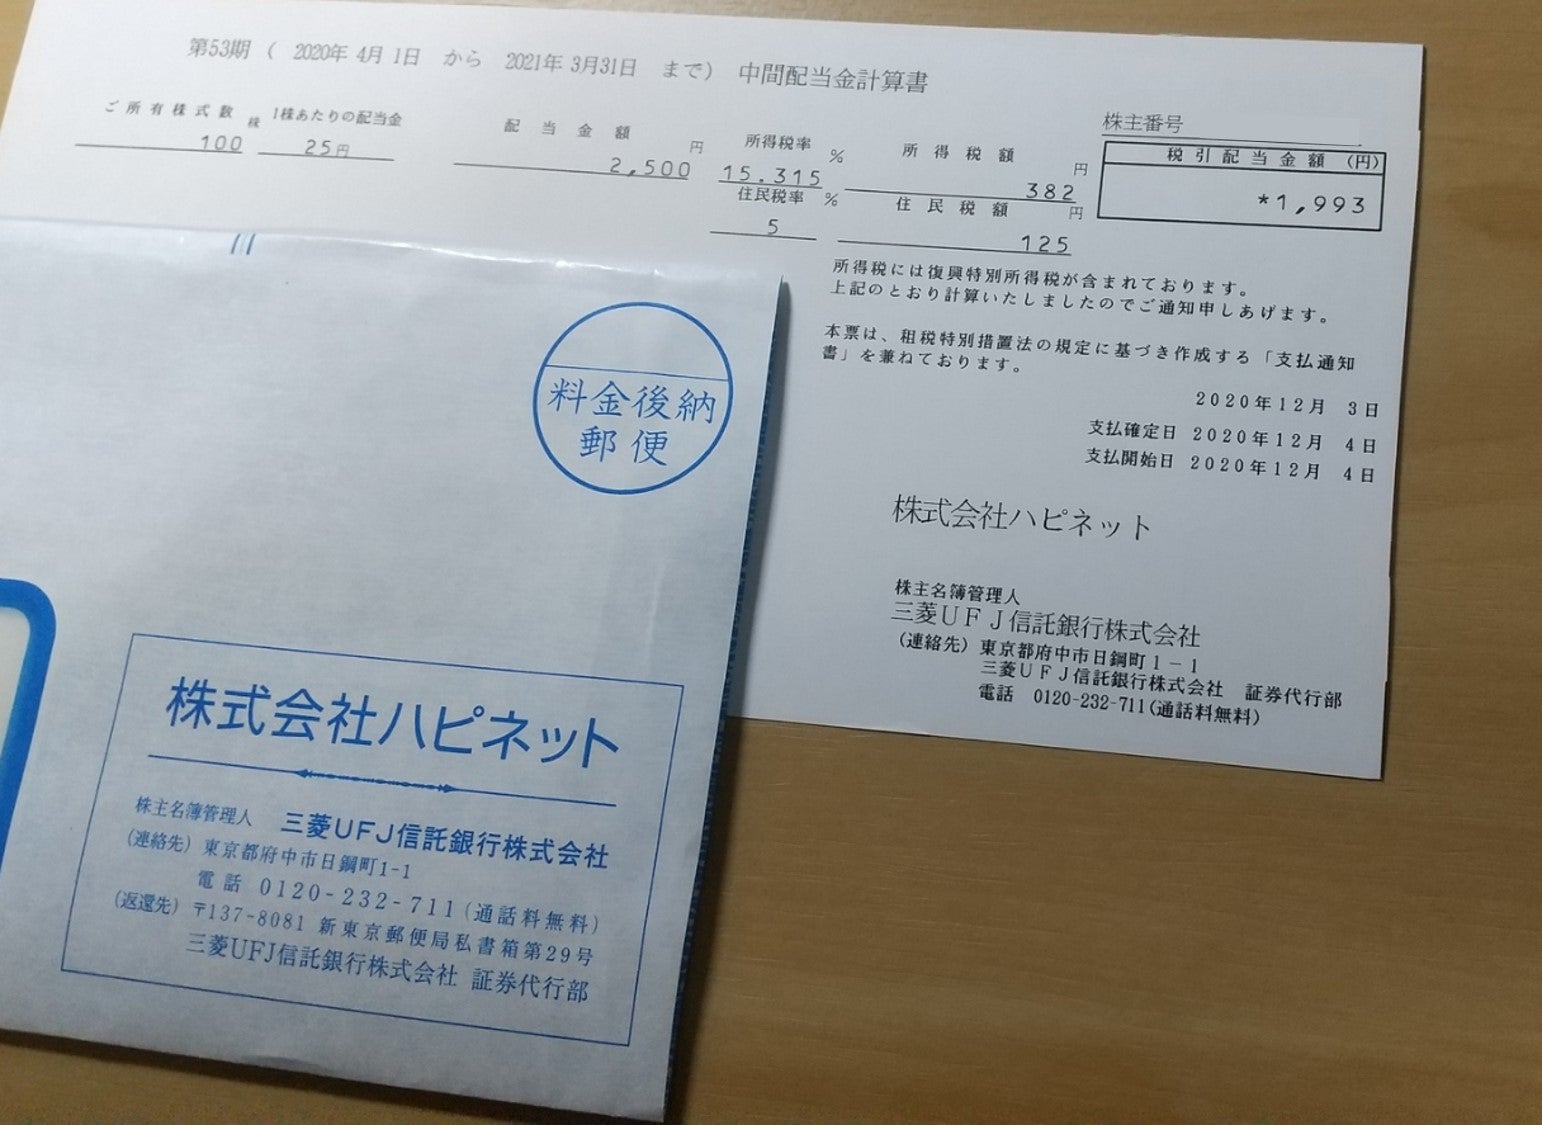 第53期 ( 2020年 4月 1日 から 2021年 3月31日 まで) 中間配当金計算書
ご所有株式数 株
100
1株あたりの配当金
25円
配当金額 円
2,500
所得税率 %
15.315
住民税率 %
5
所得税額 円
382
住民税額 円
125
株主番号
税引配当金額 (円)
*1,993
所得税には復興特別所得税が含まれております。
上記のとおり計算いたしましたのでご通知申しあげます。
本票は、租税特別措置法の規定に基づき作成する「支払通知
書」を兼ねております。
2020年12月 3日
支払確定日 2020年12月 4日
支払開始日 2020年12月 4日
株式会社ハピネット
株主名簿管理人
三菱UFJ信託銀行株式会社
(連絡先) 東京都府中市日鋼町1-1
三菱UFJ信託銀行株式会社 証券代行部
電話 0120-232-711(通話料無料)
料金後納
郵便
株式会社ハピネット
株主名簿管理人 三菱UFJ信託銀行株式会社
(連絡先) 東京都府中市日鋼町1-1
電話 0120-232-711(通話料無料)
(返還先) 〒137-8081 新東京郵便局私書箱第29号
三菱UFJ信託銀行株式会社 証券代行部